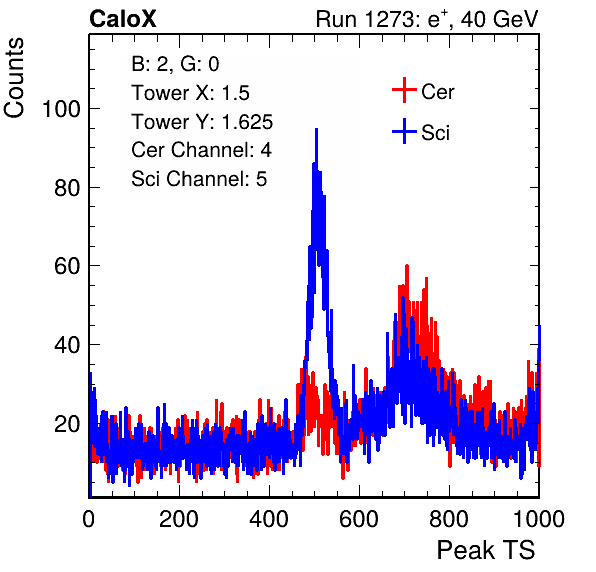 CaloX
Run 1273: e⁺, 40 GeV
Counts
B: 2, G: 0
Tower X: 1.5
Tower Y: 1.625
Cer Channel: 4
Sci Channel: 5
Cer
Sci
100
80
60
40
20
0 200 400 600 800 1000
Peak TS